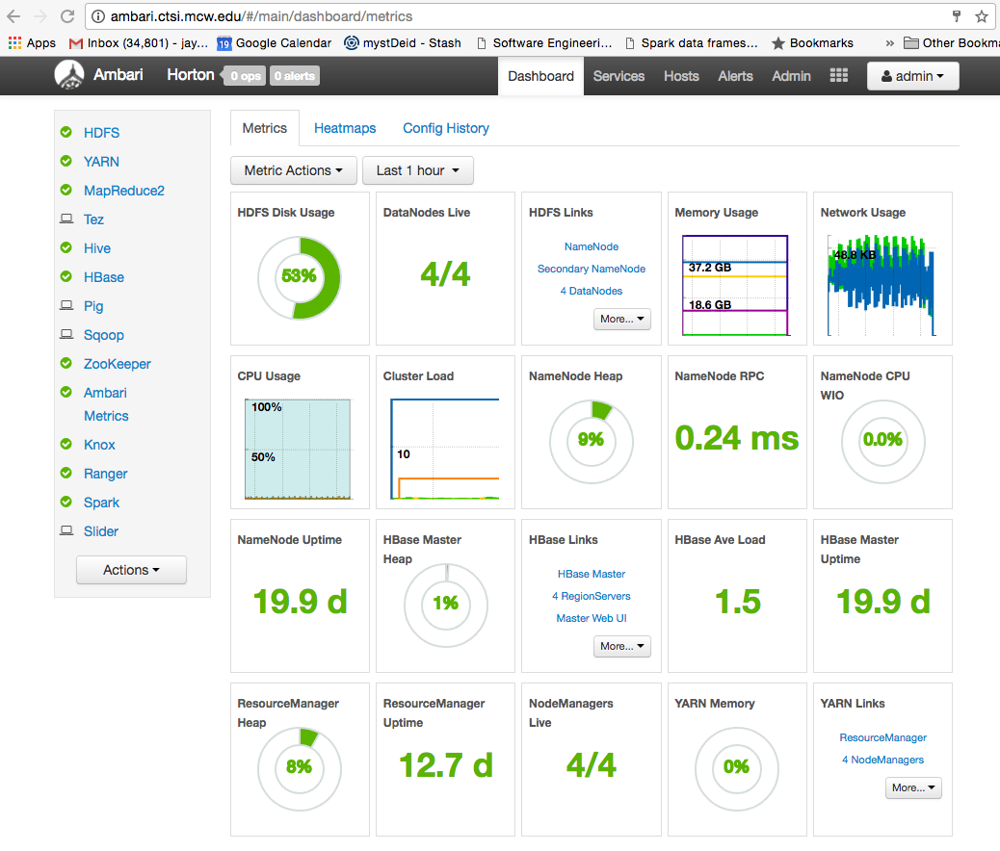 ambari.ctsi.mcw.edu/#/main/dashboard/metrics
Apps Inbox (34,801) - jay... 19 Google Calendar mystDeid - Stash Software Engineeri... Spark data frames... Bookmarks » Other Bookma
Ambari Horton 0 ops 0 alerts Dashboard Services Hosts Alerts Admin admin
HDFS
YARN
MapReduce2
Tez
Hive
HBase
Pig
Sqoop
ZooKeeper
Ambari
Metrics
Knox
Ranger
Spark
Slider
Actions
Metrics Heatmaps Config History
Metric Actions Last 1 hour
HDFS Disk Usage
53%
DataNodes Live
4/4
HDFS Links
NameNode
Secondary NameNode
4 DataNodes
More...
Memory Usage
37.2 GB
18.6 GB
Network Usage
48.8 KB
CPU Usage
100%
50%
Cluster Load
10
NameNode Heap
9%
NameNode RPC
0.24 ms
NameNode CPU
WIO
0.0%
NameNode Uptime
19.9 d
HBase Master
Heap
1%
HBase Links
HBase Master
4 RegionServers
Master Web UI
More...
HBase Ave Load
1.5
HBase Master
Uptime
19.9 d
ResourceManager
Heap
8%
ResourceManager
Uptime
12.7 d
NodeManagers
Live
4/4
YARN Memory
0%
YARN Links
ResourceManager
4 NodeManagers
More...